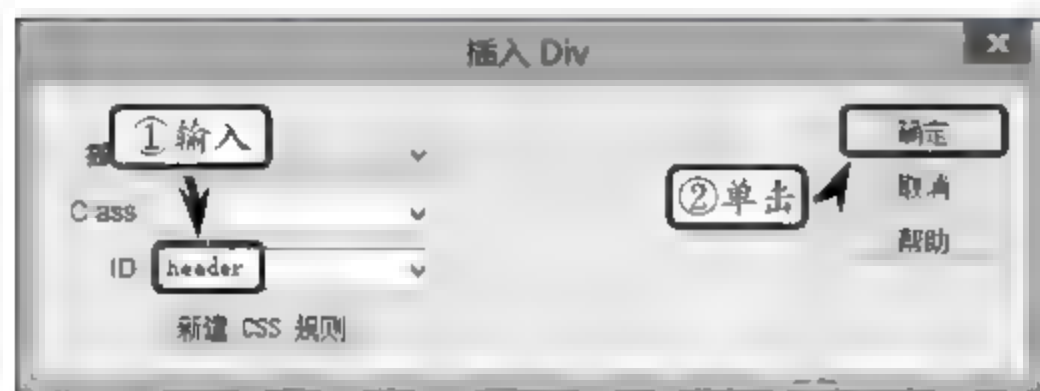 插入 Div
①输入
Class
②单击
确定
取消
ID header
帮助
新建 CSS 规则